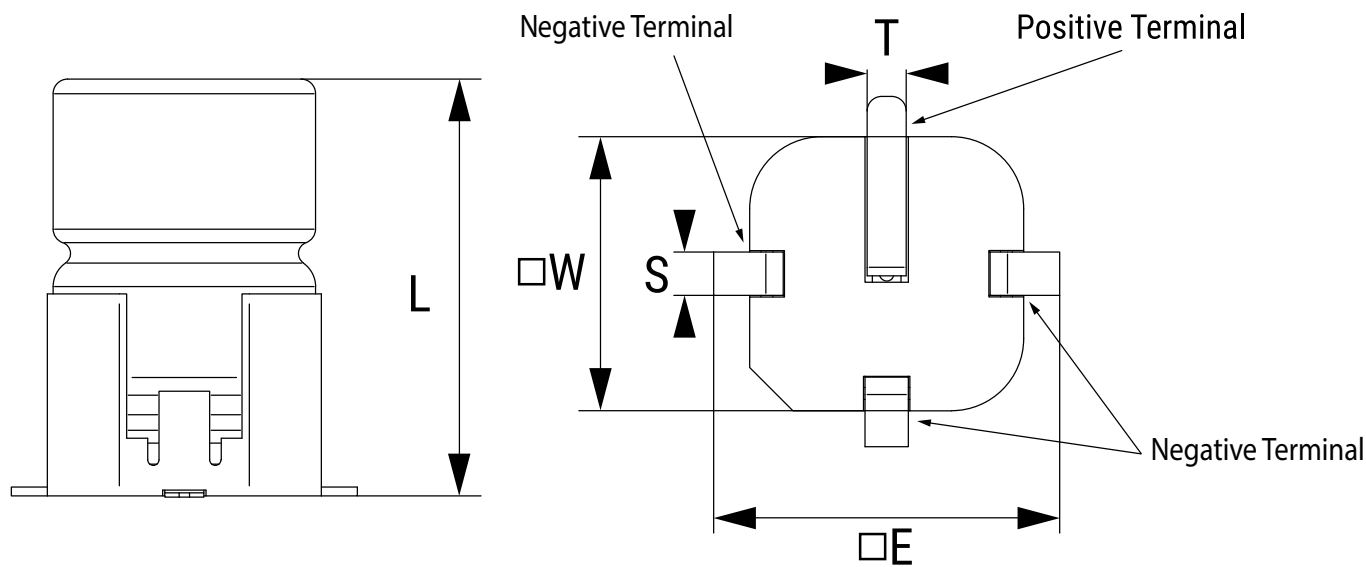 Negative Terminal
T
Positive Terminal
L
□W
S
Negative Terminal
□E